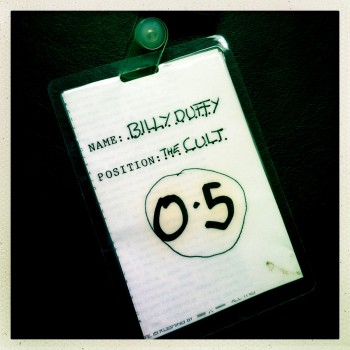 NAME: BILLY DUFFY
POSITION: THE CULT.
0.5